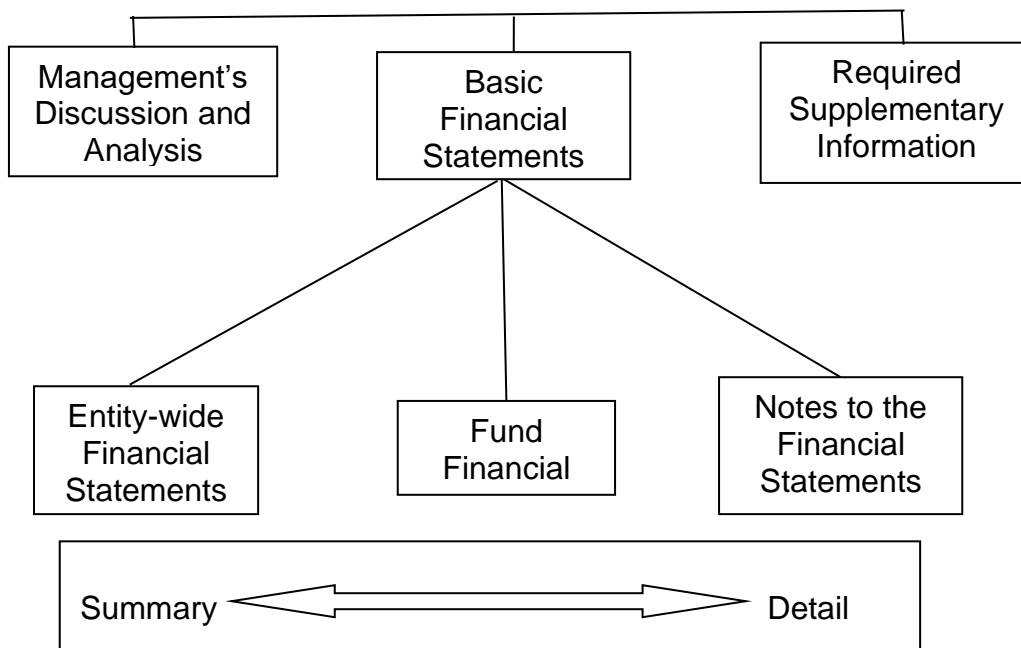 Management’s
Discussion and
Analysis
Basic
Financial
Statements
Required
Supplementary
Information
Entity-wide
Financial
Statements
Fund
Financial
Notes to the
Financial
Statements
Summary
Detail